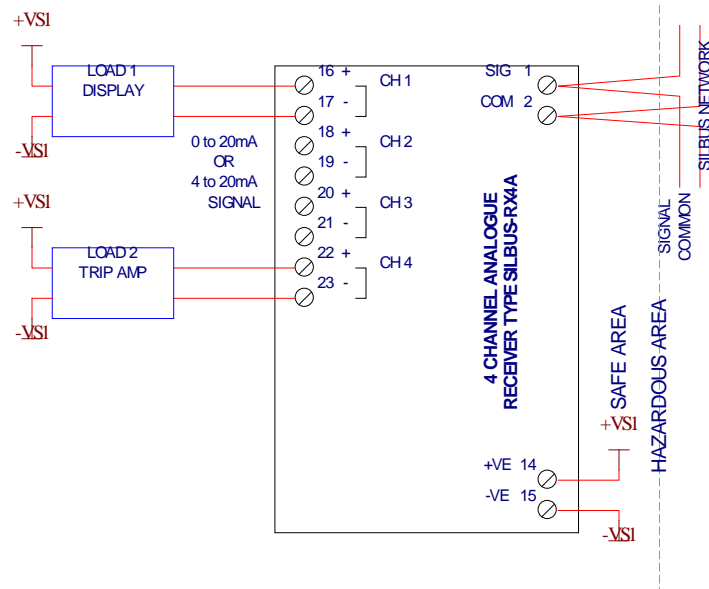 +VS1
LOAD 1
DISPLAY
-VS1
+VS1
LOAD 2
TRIP AMP
-VS1
0 to 20mA
OR
4 to 20mA
SIGNAL
16 +
17 -
CH 1
18 +
19 -
CH 2
20 +
21 -
CH 3
22 +
23 -
CH 4
SIG 1
COM 2
4 CHANNEL ANALOGUE
RECEIVER TYPE SILBUS-RX4A
+VE 14
-VE 15
+VS1
-VS1
SAFE AREA
HAZARDOUS AREA
SIGNAL
COMMON
SILBUS NETWORK